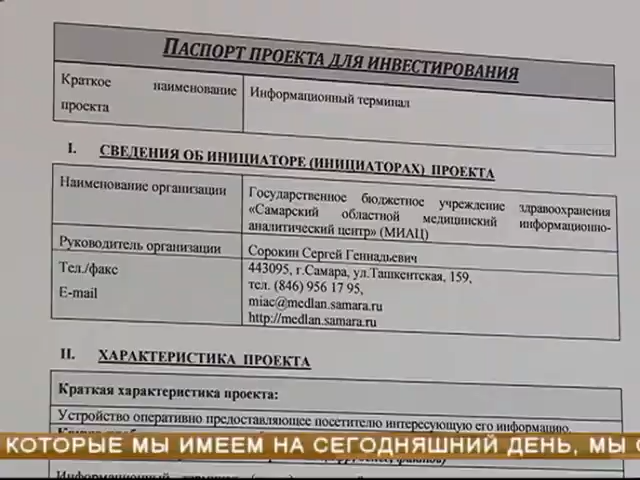 ПАСПОРТ ПРОЕКТА ДЛЯ ИНВЕСТИРОВАНИЯ
Краткое наименование проекта
Информационный терминал
I. СВЕДЕНИЯ ОБ ИНИЦИАТОРЕ (ИНИЦИАТОРАХ) ПРОЕКТА
Наименование организации
Государственное бюджетное учреждение здравоохранения
«Самарский областной медицинский информационно-
аналитический центр» (МИАЦ)
Руководитель организации
Сорокин Сергей Геннадьевич
Тел./факс
E-mail
443095, г.Самара, ул.Ташкентская, 159,
тел. (846) 956 17 95,
miac@medlan.samara.ru
http://medlan.samara.ru
II. ХАРАКТЕРИСТИКА ПРОЕКТА
Краткая характеристика проекта:
Устройство оперативно предоставляющее посетителю интересующую его информацию.
КОТОРЫЕ МЫ ИМЕЕМ НА СЕГОДНЯШНИЙ ДЕНЬ, МЫ